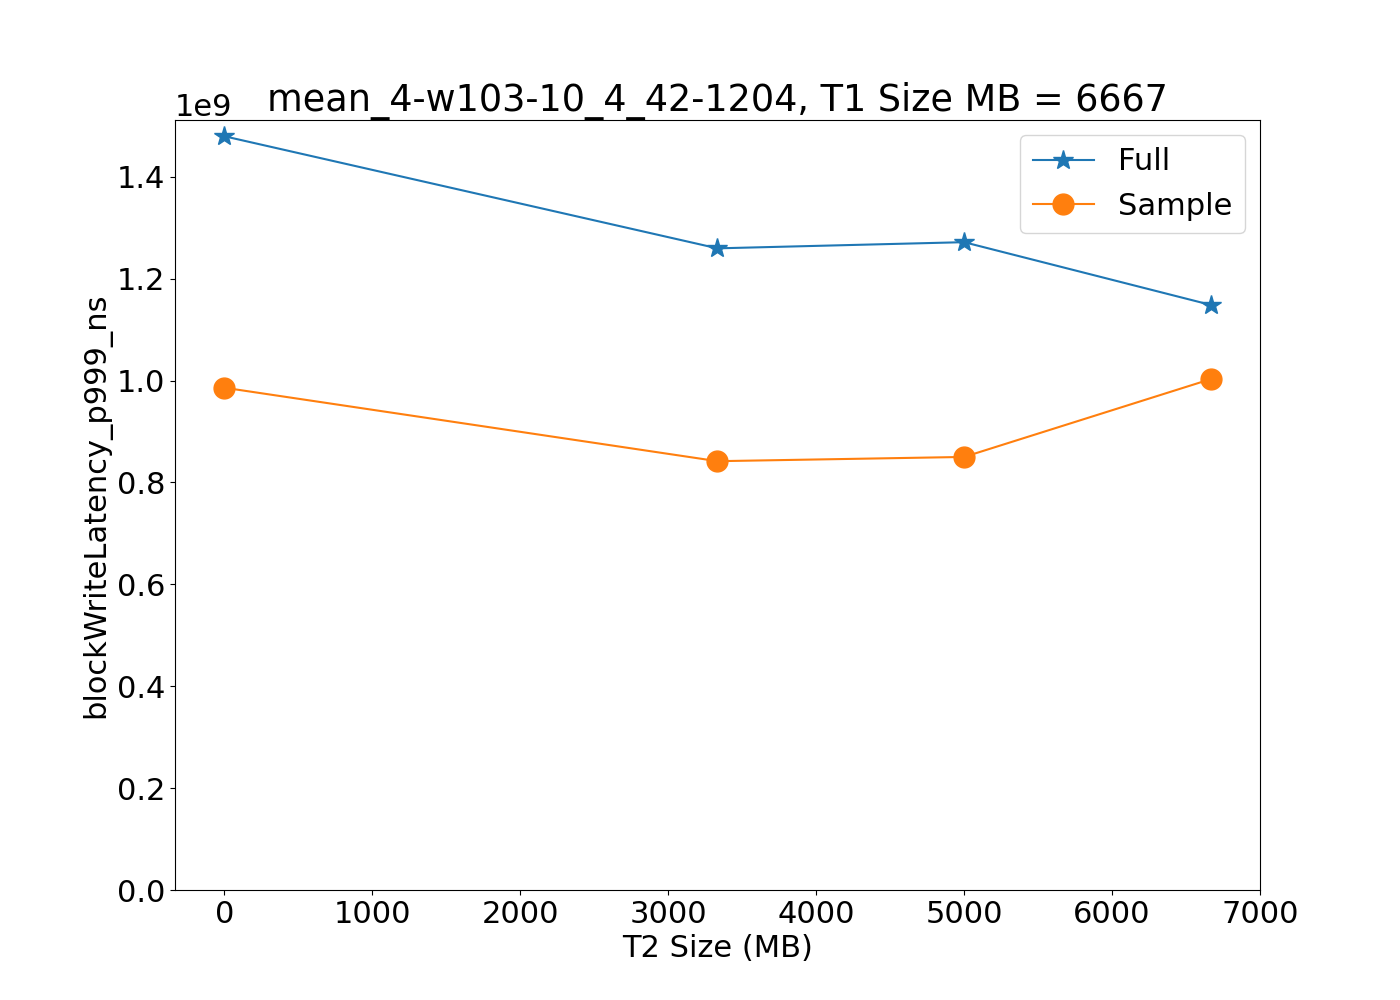 1e9
mean_4-w103-10_4_42-1204, T1 Size MB = 6667
Full
Sample
blockWriteLatency_p999_ns
1.4
1.2
1.0
0.8
0.6
0.4
0.2
0.0
0 1000 2000 3000 4000 5000 6000 7000
T2 Size (MB)